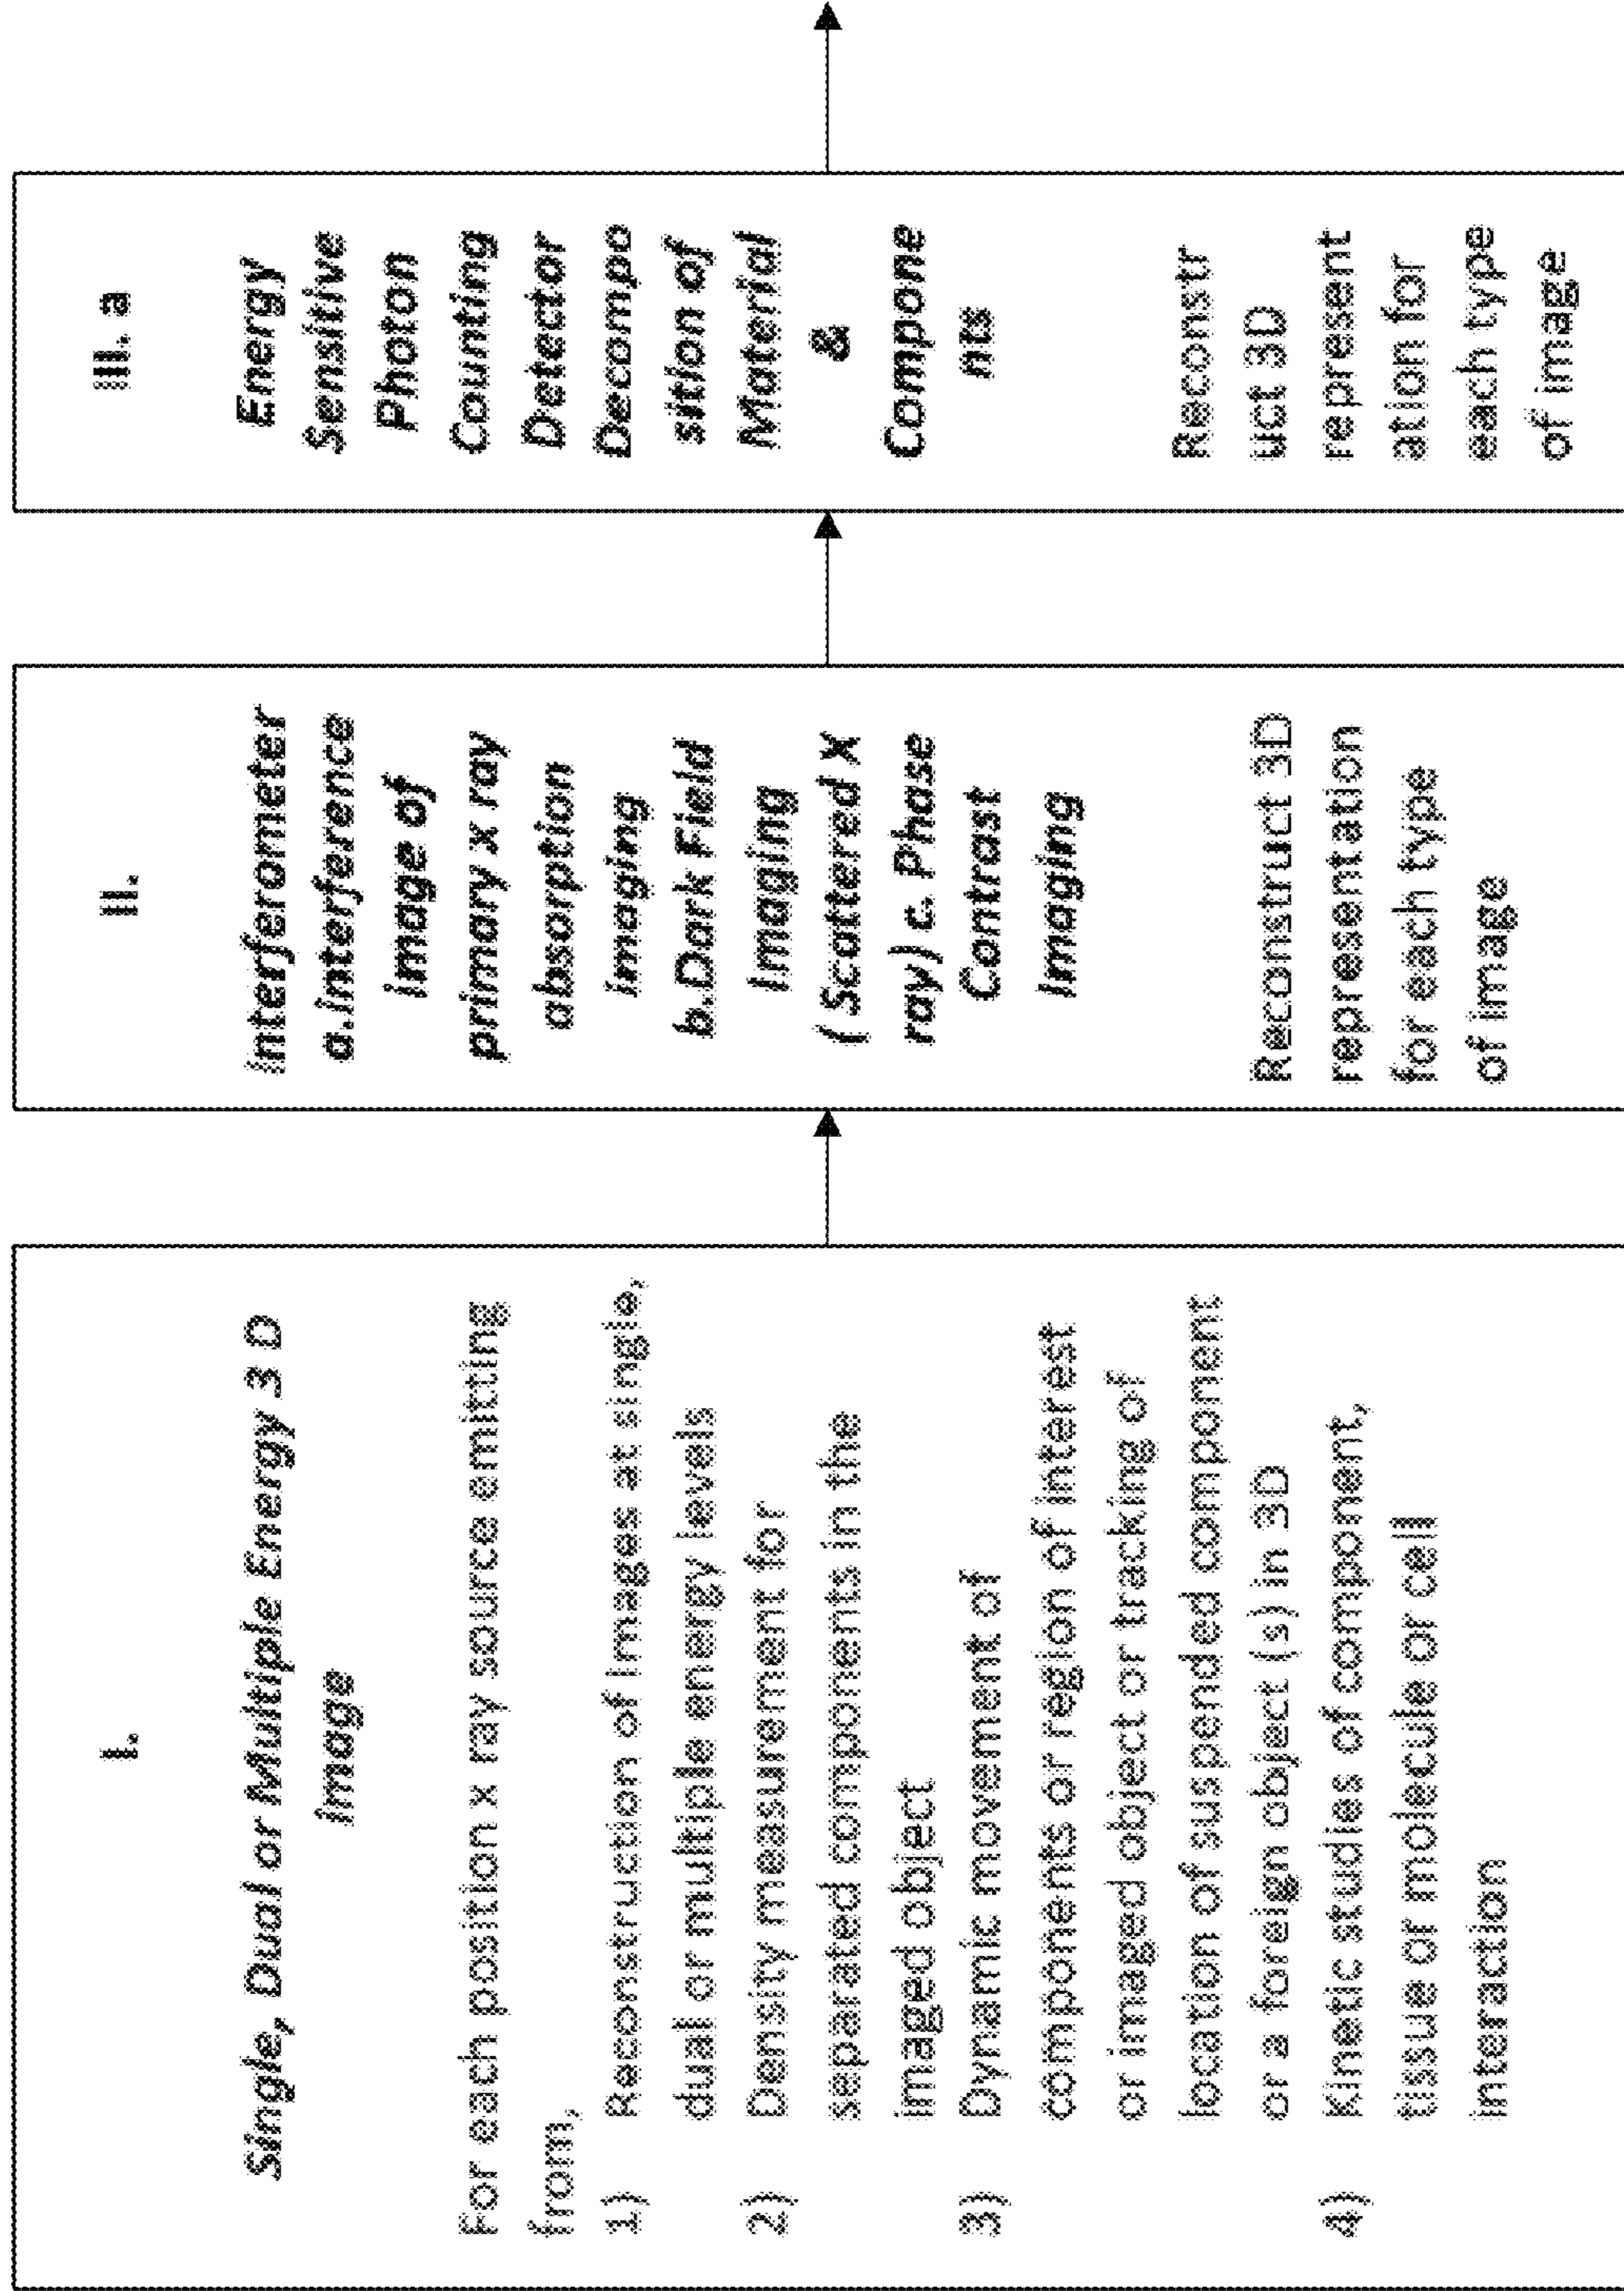 I.
Single, Dual or Multiple Energy 3 D
Image
For each position x ray source emitting
from,
1) Reconstruction of Images at single,
dual or multiple energy levels
2) Density measurement for
separated components in the
imaged object
3) Dynamic movement of
components or region of interest
or imaged object or tracking of
location of suspend component
or a foreign object (s) in 3D
4) Kinetic studies of component,
tissue or molecule or cell
interaction
II.
Interferometer
a.Interference
image of
primary x ray
absorption
imaging
b.Dark Field
Imaging
( Scattered X
ray) c. Phase
Contrast
Imaging
Reconstruct 3D
representation
for each type
of image
III. a
Energy
Sensitive
Photon
Counting
Detector
Decompo
sition of
Material
&
Compone
nts
Reconstr
uct 3D
represent
ation for
each type
of image